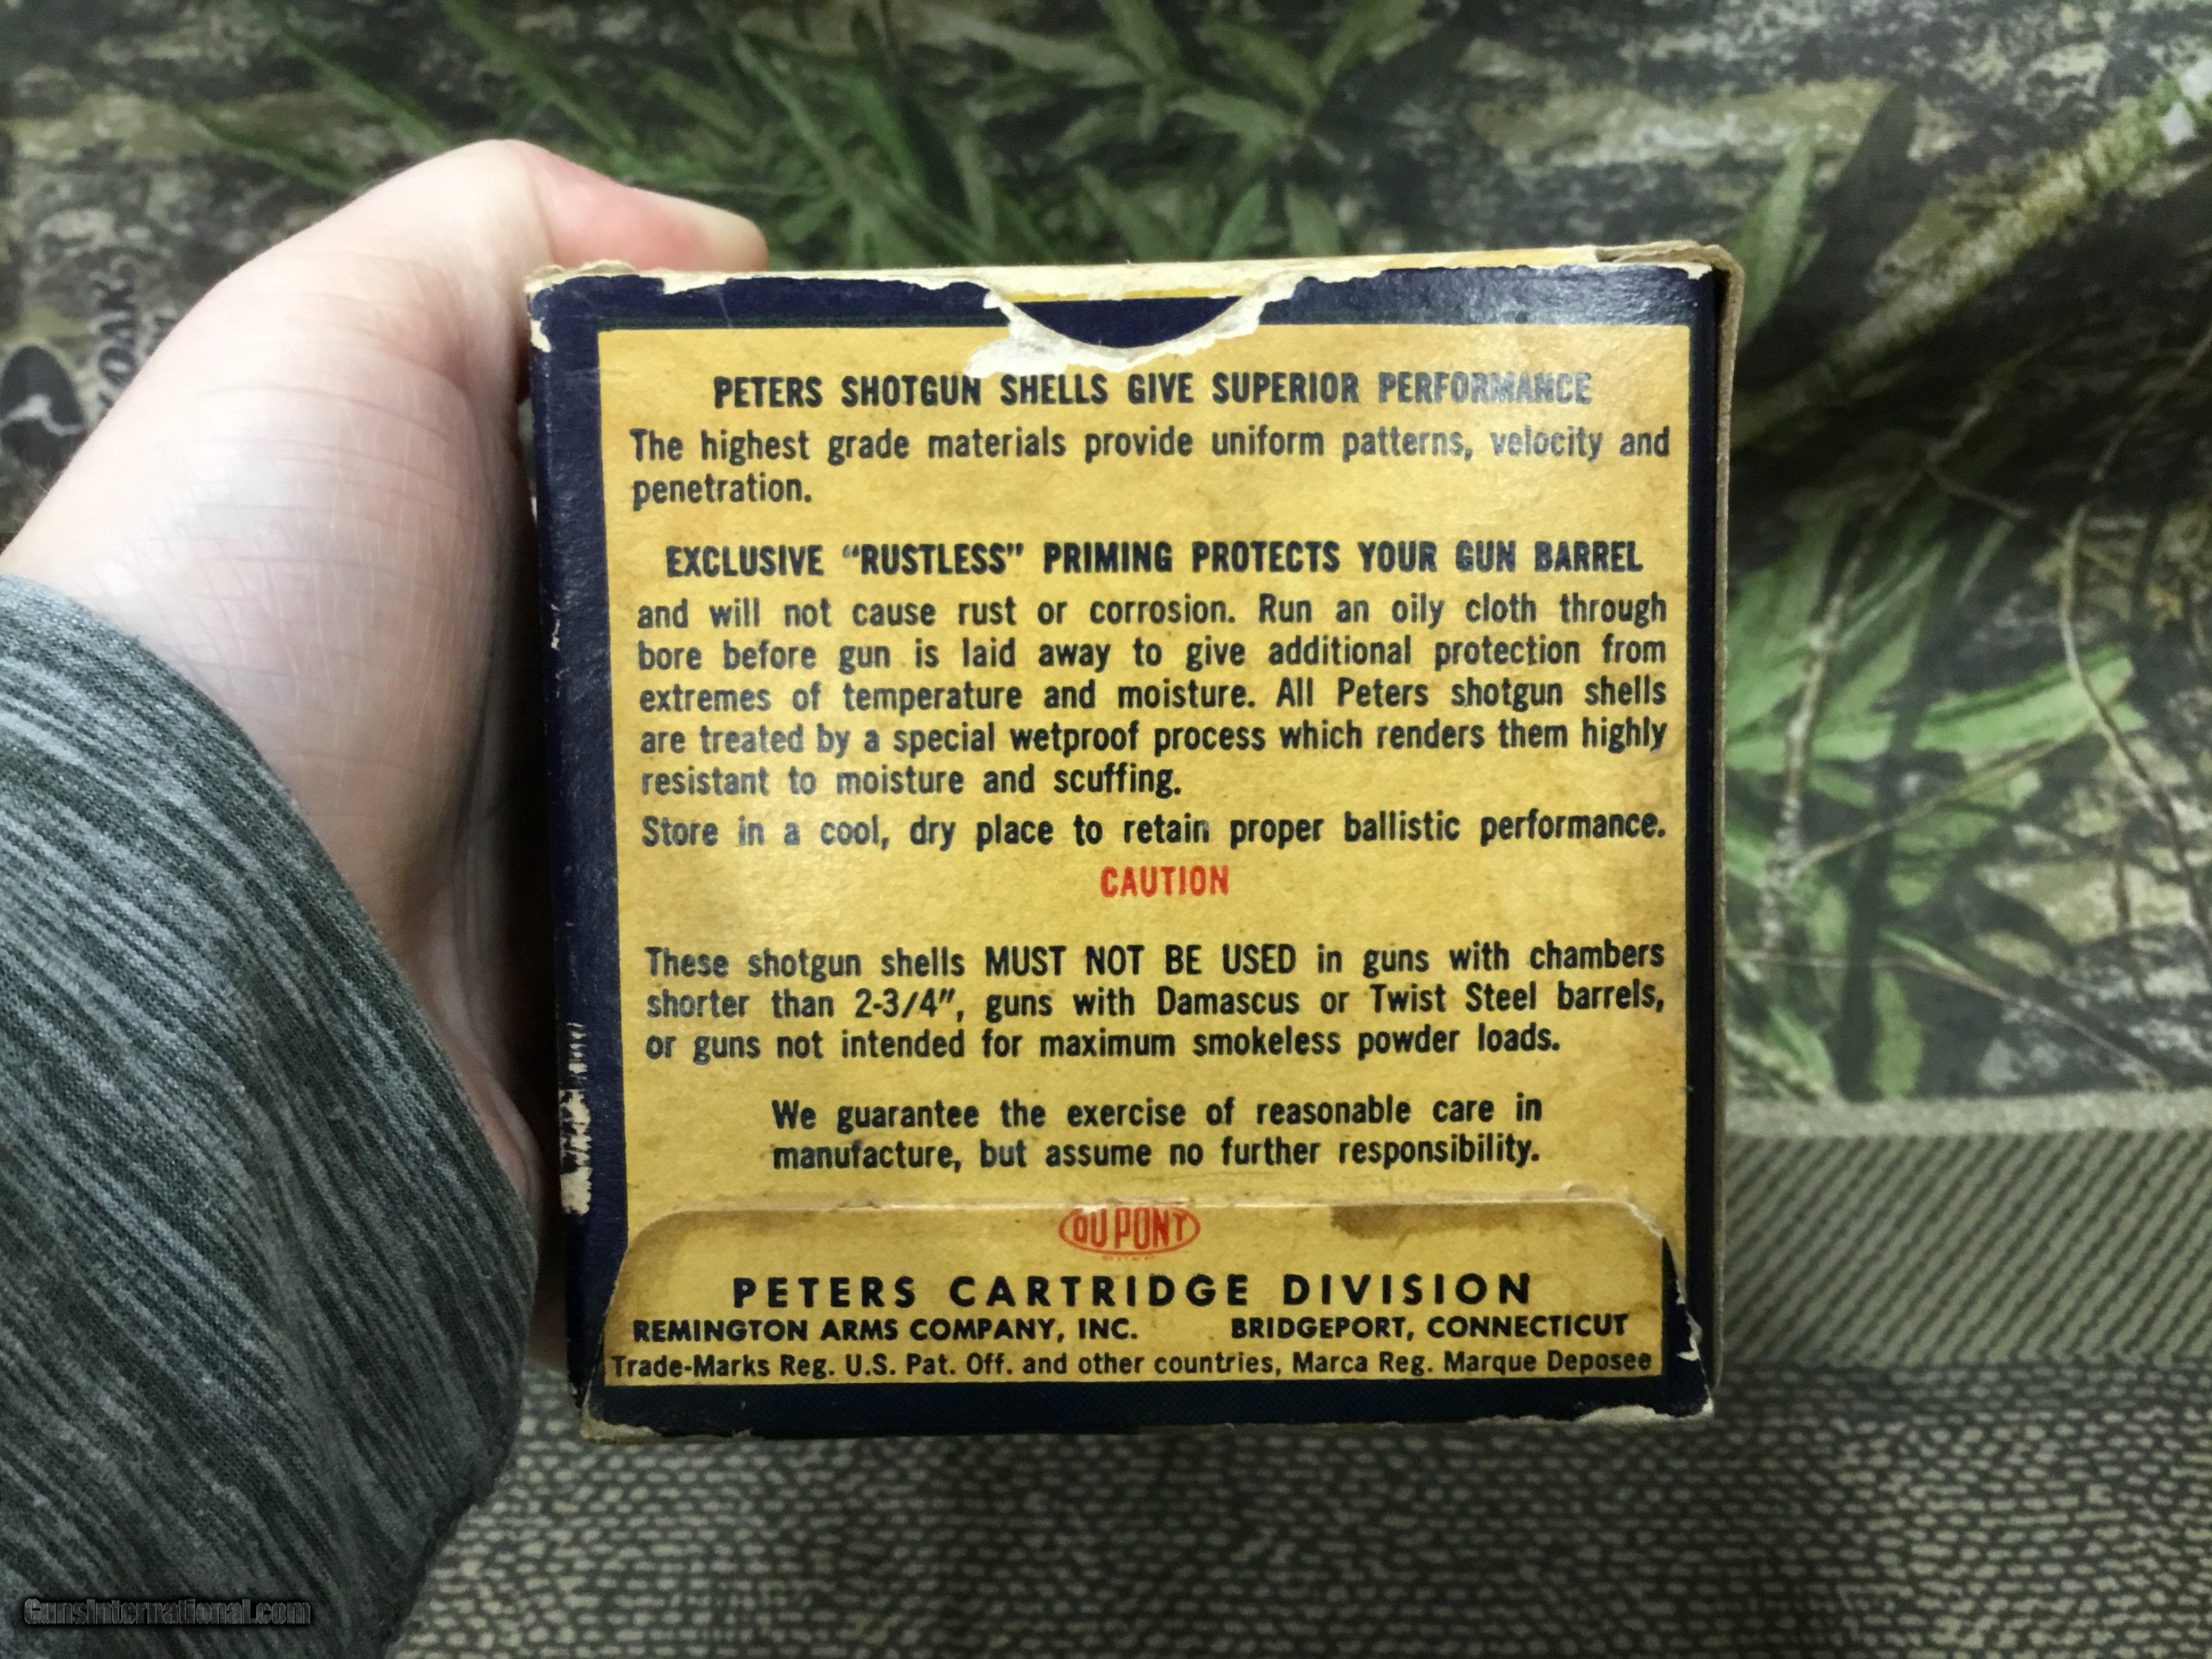 PETERS SHOTGUN SHELLS GIVE SUPERIOR PERFORMANCE
The highest grade materials provide uniform patterns, velocity and
penetration.
EXCLUSIVE “RUSTLESS” PRIMING PROTECTS YOUR GUN BARREL
and will not cause rust or corrosion. Run an oily cloth through
bore before gun is laid away to give additional protection from
extremes of temperature and moisture. All Peters shotgun shells
are treated by a special wetproof process which renders them highly
resistant to moisture and scuffing.
Store in a cool, dry place to retain proper ballistic performance.
CAUTION
These shotgun shells MUST NOT BE USED in guns with chambers
shorter than 2-3/4″, guns with Damascus or Twist Steel barrels,
or guns not intended for maximum smokeless powder loads.
We guarantee the exercise of reasonable care in
manufacture, but assume no further responsibility.
DU PONT
PETERS CARTRIDGE DIVISION
REMINGTON ARMS COMPANY, INC. BRIDGEPORT, CONNECTICUT
Trade-Marks Reg. U.S. Pat. Off. and other countries, Marca Reg. Marque Deposee
GunsInternational.com